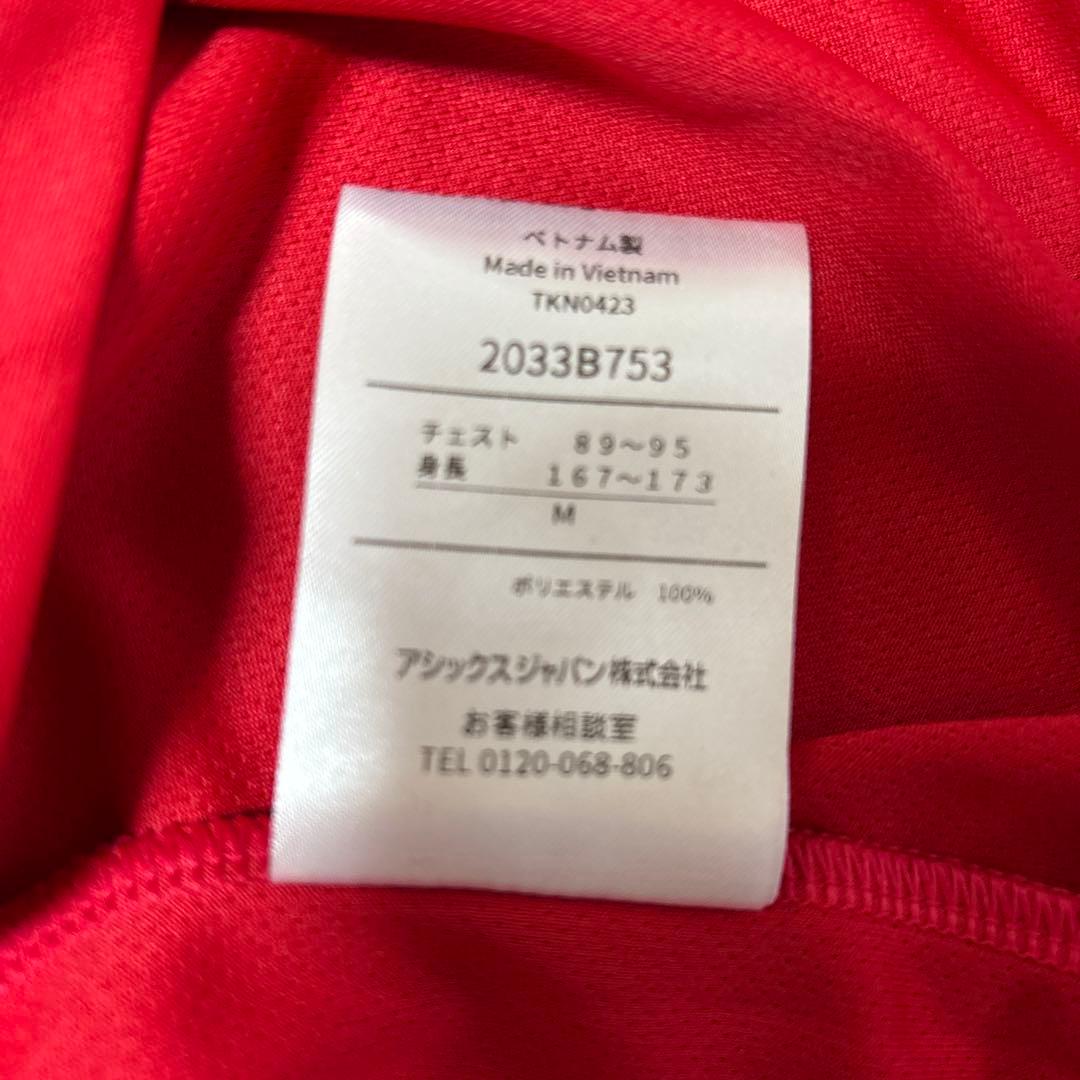 ベトナム製
Made in Vietnam
TKN0423
2033B753
チェスト ８９～９５
身長 １６７～１７３
M
ポリエステル 100%
アシックスジャパン株式会社
お客様相談室
TEL 0120-068-806